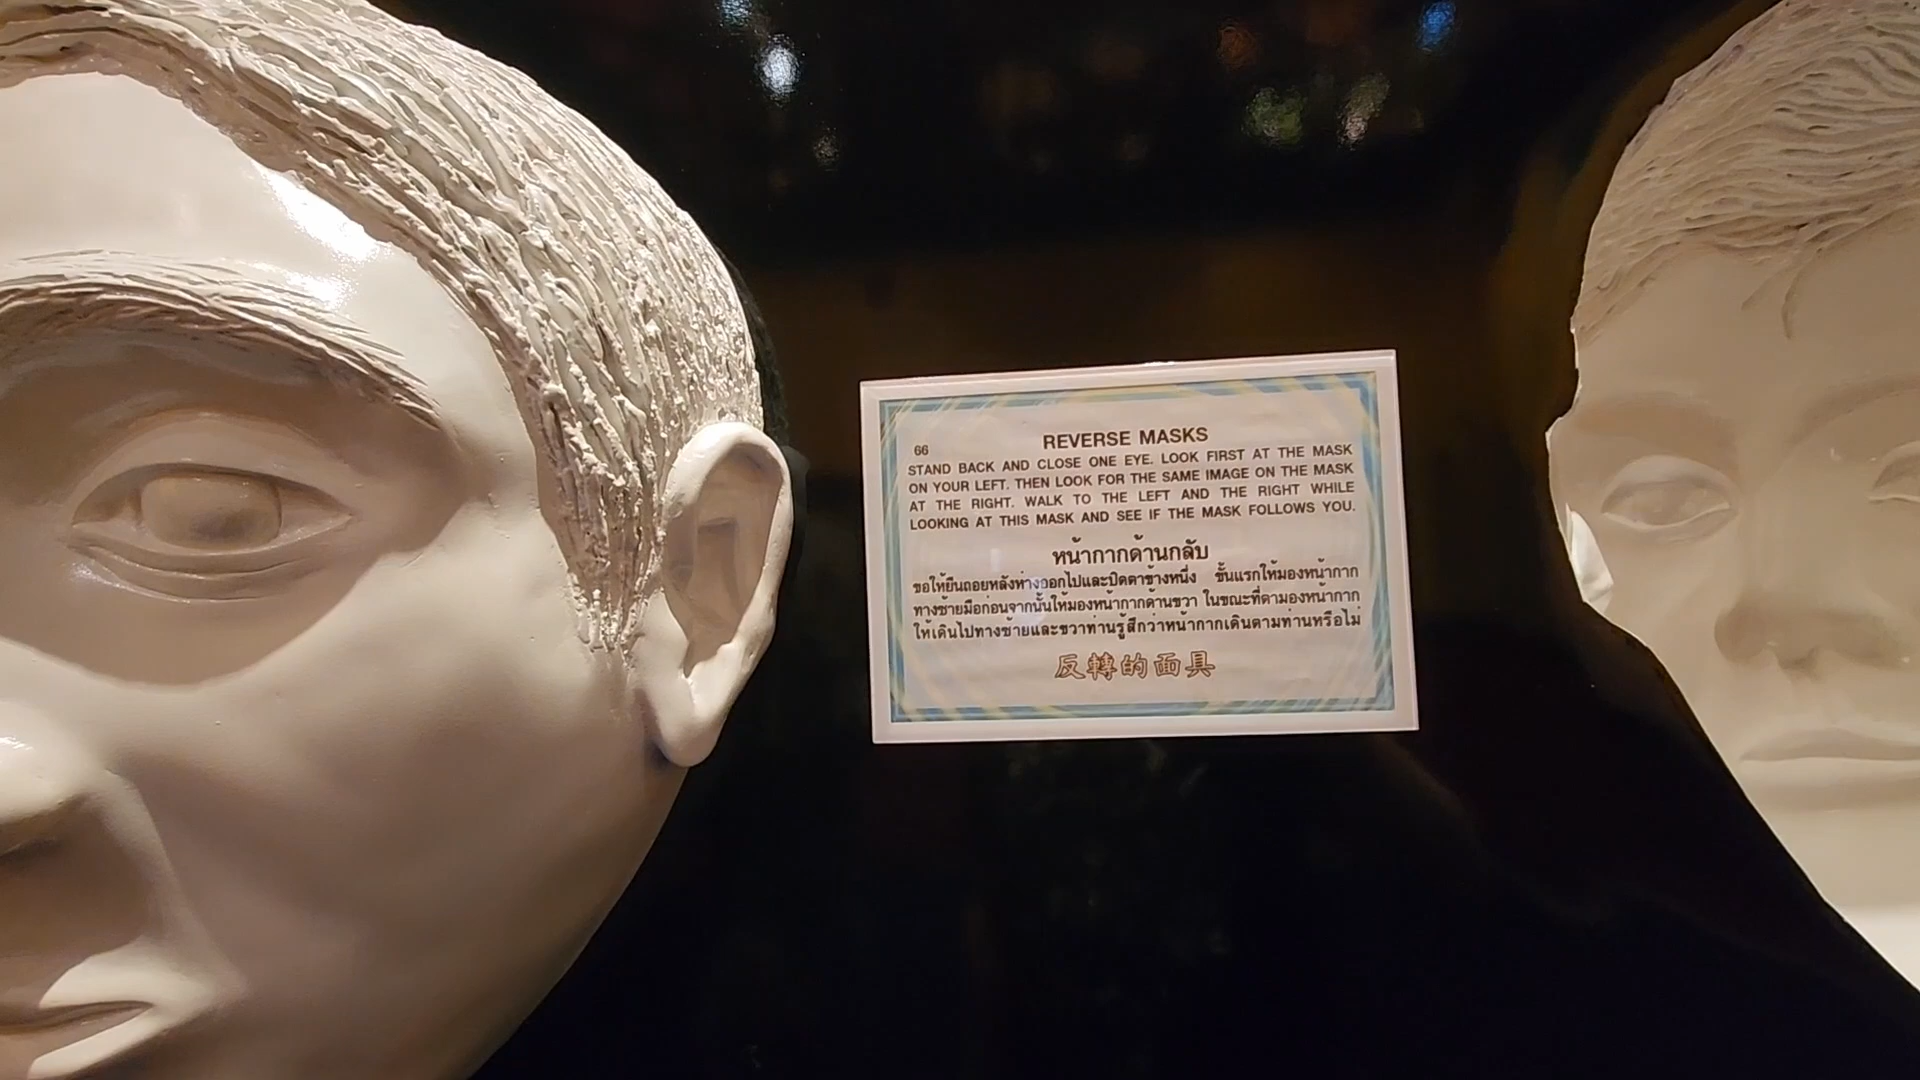 REVERSE MASKS
66
STAND BACK AND CLOSE ONE EYE. LOOK FIRST AT THE MASK
ON YOUR LEFT. THEN LOOK FOR THE SAME IMAGE ON THE MASK
AT THE RIGHT. WALK TO THE LEFT AND THE RIGHT WHILE
LOOKING AT THIS MASK AND SEE IF THE MASK FOLLOWS YOU.
หน้ากากด้านกลับ
ขอให้ยืนถอยหลังห่างออกไปและปิดตาข้างหนึ่ง ขั้นแรกให้มองหน้ากาก
ทางซ้ายมือก่อนจากนั้นให้มองหน้ากากด้านขวา ในขณะที่ตามองหน้ากาก
ให้เดินไปทางซ้ายและขวาท่านรู้สึกว่าหน้ากากเดินตามท่านหรือไม่
反轉的面具